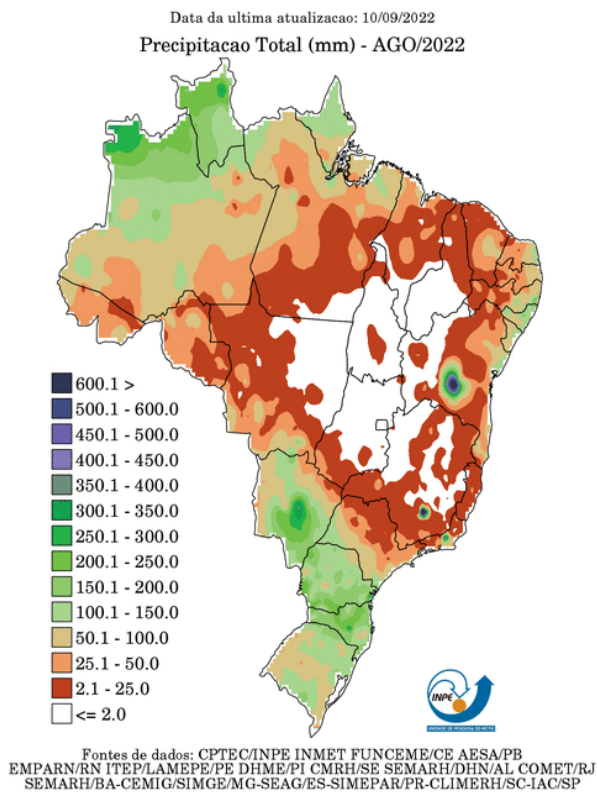 Data da ultima atualizacao: 10/09/2022
Precipitacao Total (mm) - AGO/2022
600.1 >
500.1 - 600.0
450.1 - 500.0
400.1 - 450.0
350.1 - 400.0
300.1 - 350.0
250.1 - 300.0
200.1 - 250.0
150.1 - 200.0
100.1 - 150.0
50.1 - 100.0
25.1 - 50.0
2.1 - 25.0
<= 2.0
INPE
Fontes de dados: CPTEC/INPE INMET FUNCEME/CE AESA/PB
EMPARN/RN ITEP/LAMEPE/PE DHME/PI CMRH/SE SEMARH/DHN/AL COMET/RJ
SEMARH/BA-CEMIG/SIMGE/MG-SEAG/ES-SIMEPAR/PR-CLIMERH/SC-IAC/SP